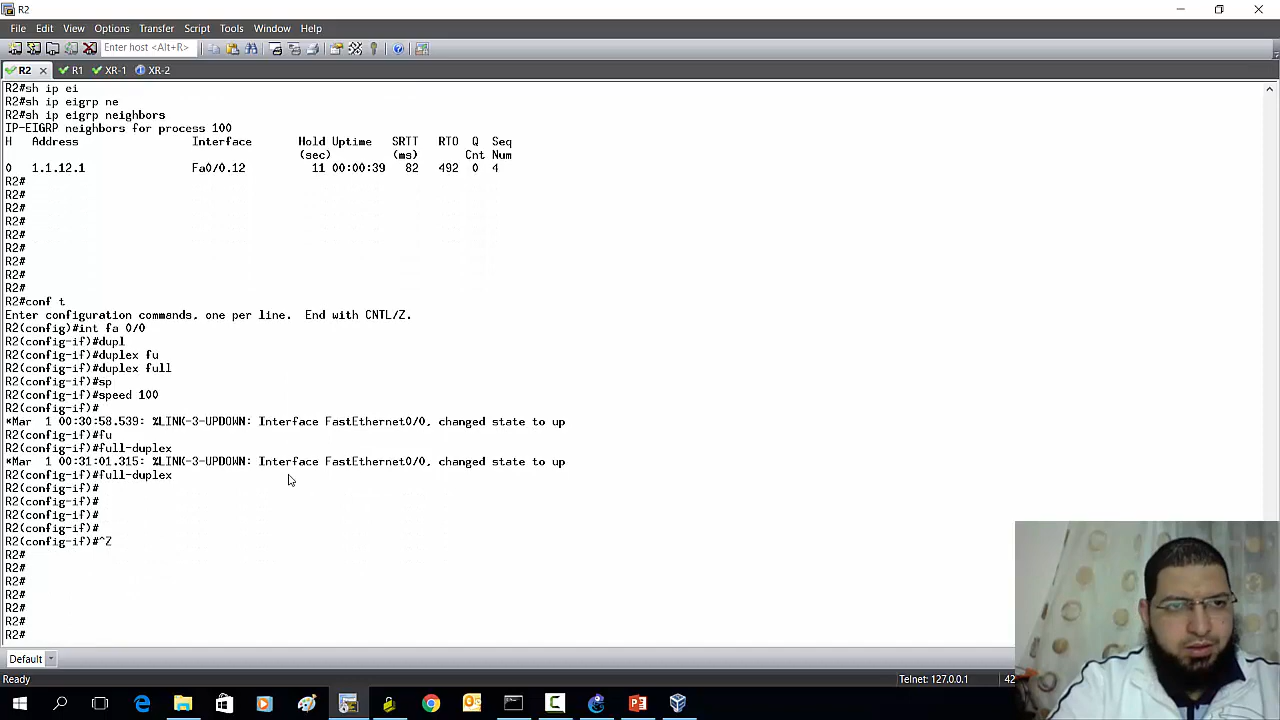 R2
File Edit View Options Transfer Script Tools Window Help
Enter host <Alt+R>
R2 R1 XR-1 XR-2
R2#sh ip ei
R2#sh ip eigrp ne
R2#sh ip eigrp neighbors
IP-EIGRP neighbors for process 100
H Address Interface Hold Uptime SRTT RTO Q Seq
(sec) (ms) Cnt Num
0 1.1.12.1 Fa0/0.12 11 00:00:39 82 492 0 4
R2#
R2#
R2#
R2#
R2#
R2#
R2#
R2#
R2#
R2#conf t
Enter configuration commands, one per line. End with CNTL/Z.
R2(config)#int fa 0/0
R2(config-if)#dupl
R2(config-if)#duplex fu
R2(config-if)#duplex full
R2(config-if)#sp
R2(config-if)#speed 100
R2(config-if)#
*Mar 1 00:30:58.539: %LINK-3-UPDOWN: Interface FastEthernet0/0, changed state to up
R2(config-if)#fu
R2(config-if)#full-duplex
*Mar 1 00:31:01.315: %LINK-3-UPDOWN: Interface FastEthernet0/0, changed state to up
R2(config-if)#full-duplex
R2(config-if)#
R2(config-if)#
R2(config-if)#
R2(config-if)#
R2(config-if)#^Z
R2#
R2#
R2#
R2#
R2#
R2#
R2#
Default
Ready Telnet: 127.0.0.1 42